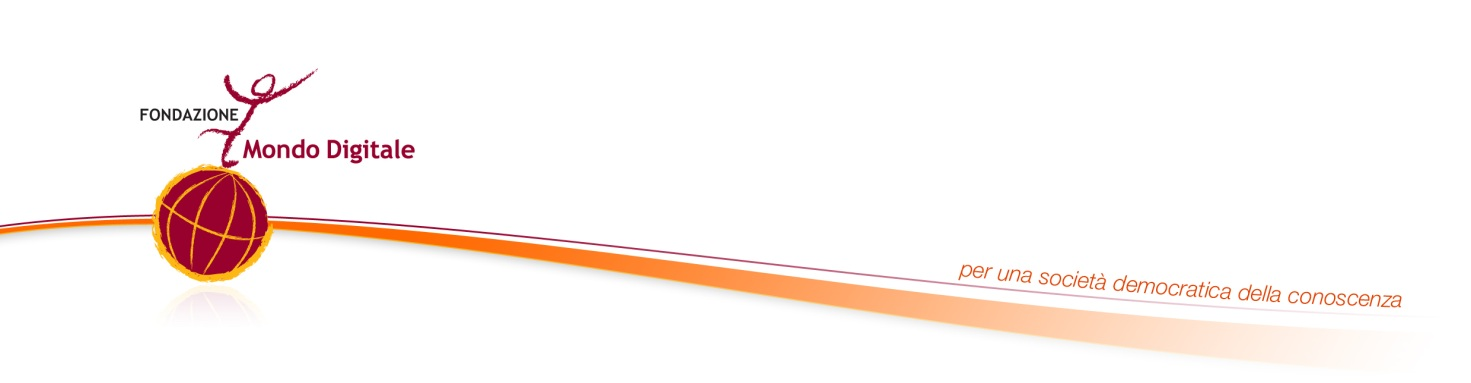 FONDAZIONE
Mondo Digitale
per una società democratica della conoscenza